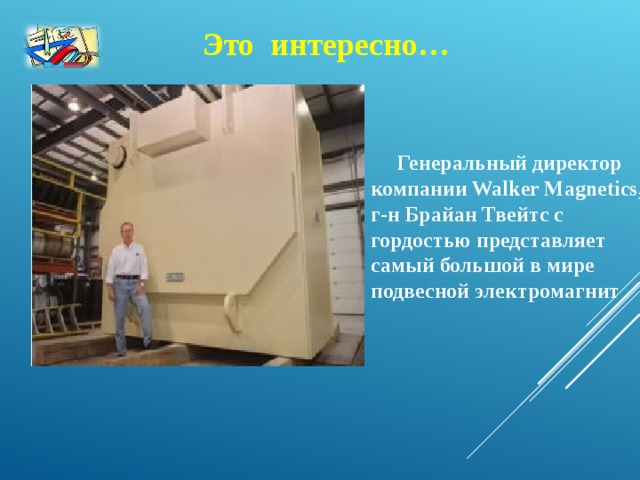 Это интересно…
Генеральный директор
компании Walker Magnetics,
г-н Брайан Твейтс с
гордостью представляет
самый большой в мире
подвесной электромагнит